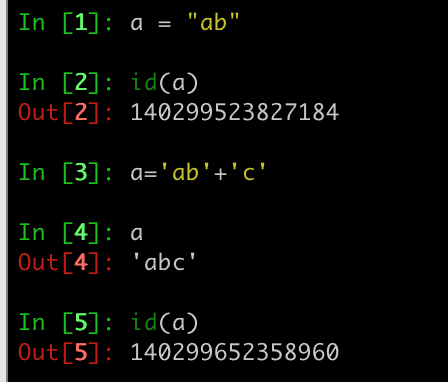 In [1]: a = "ab"
In [2]: id(a)
Out[2]: 140299523827184
In [3]: a='ab'+'c'
In [4]: a
Out[4]: 'abc'
In [5]: id(a)
Out[5]: 140299652358960